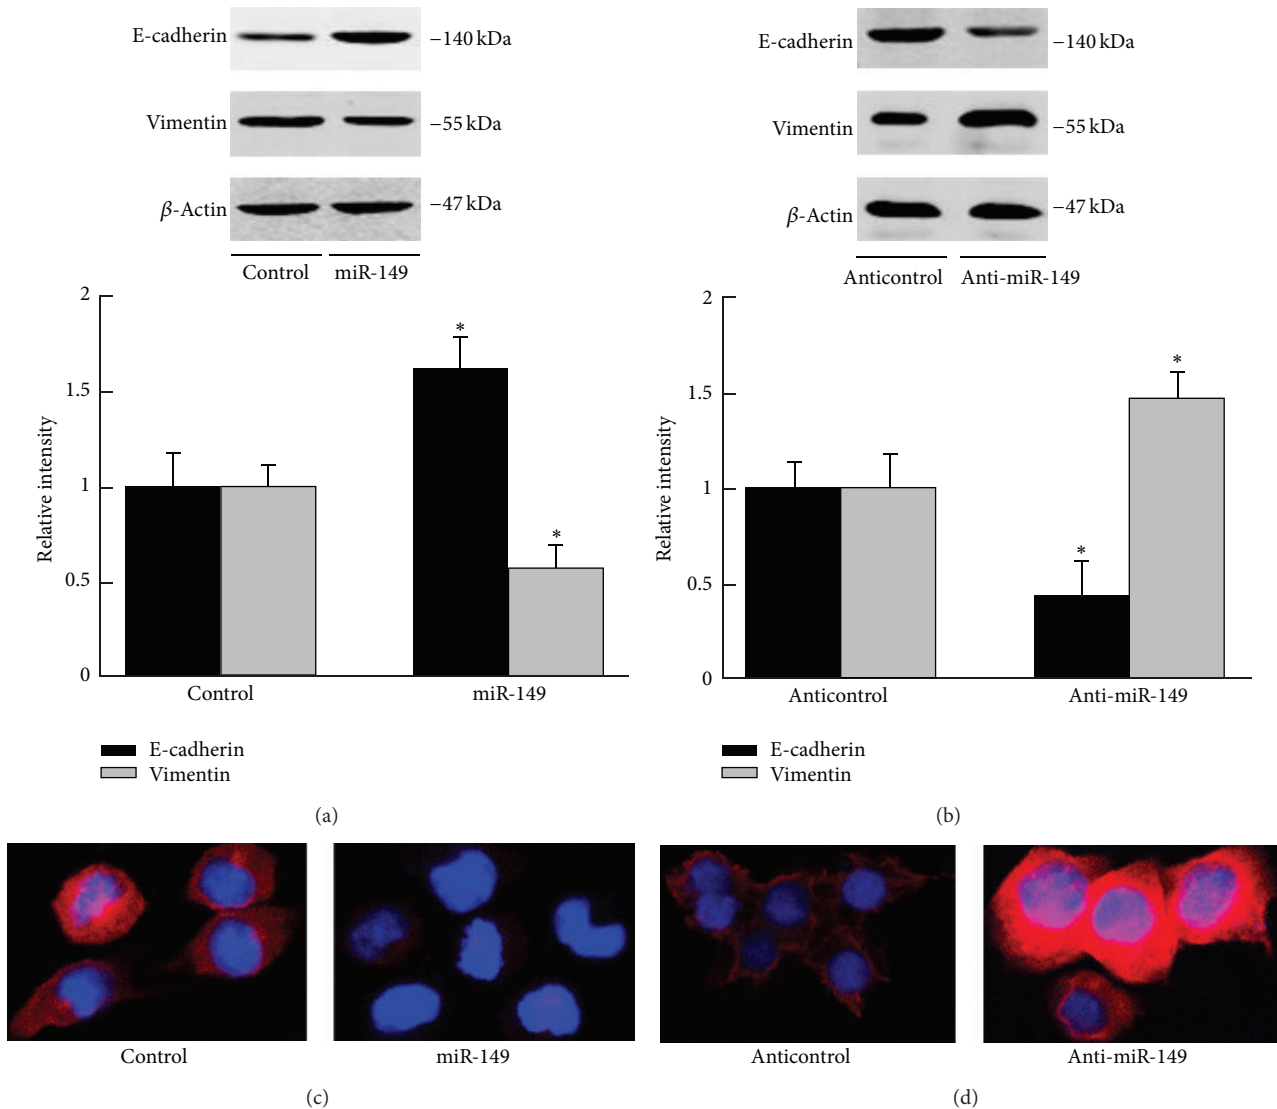 E-cadherin
−140 kDa
Vimentin
−55 kDa
β-Actin
−47 kDa
Control miR-149
2
1.5
1
0.5
0
Relative intensity
*
*
Control miR-149
E-cadherin
Vimentin
(a)
E-cadherin
−140 kDa
Vimentin
−55 kDa
β-Actin
−47 kDa
Anticontrol Anti-miR-149
2
1.5
1
0.5
0
Relative intensity
*
*
Anticontrol Anti-miR-149
E-cadherin
Vimentin
(b)
Control miR-149
(c)
Anticontrol Anti-miR-149
(d)